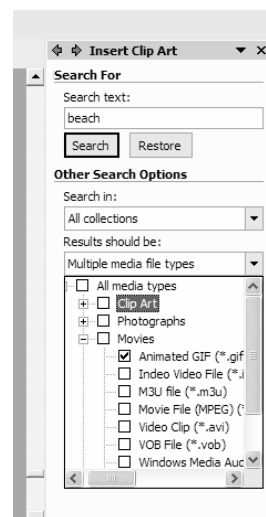 Insert Clip Art
Search For
Search text:
beach
Search Restore
Other Search Options
Search in:
All collections
Results should be:
Multiple media file types
All media types
Clip Art
Photographs
Movies
Animated GIF (*.gif
Indeo Video File (*.i
M3U file (*.m3u)
Movie File (MPEG) (*
Video Clip (*.avi)
VOB File (*.vob)
Windows Media Aud